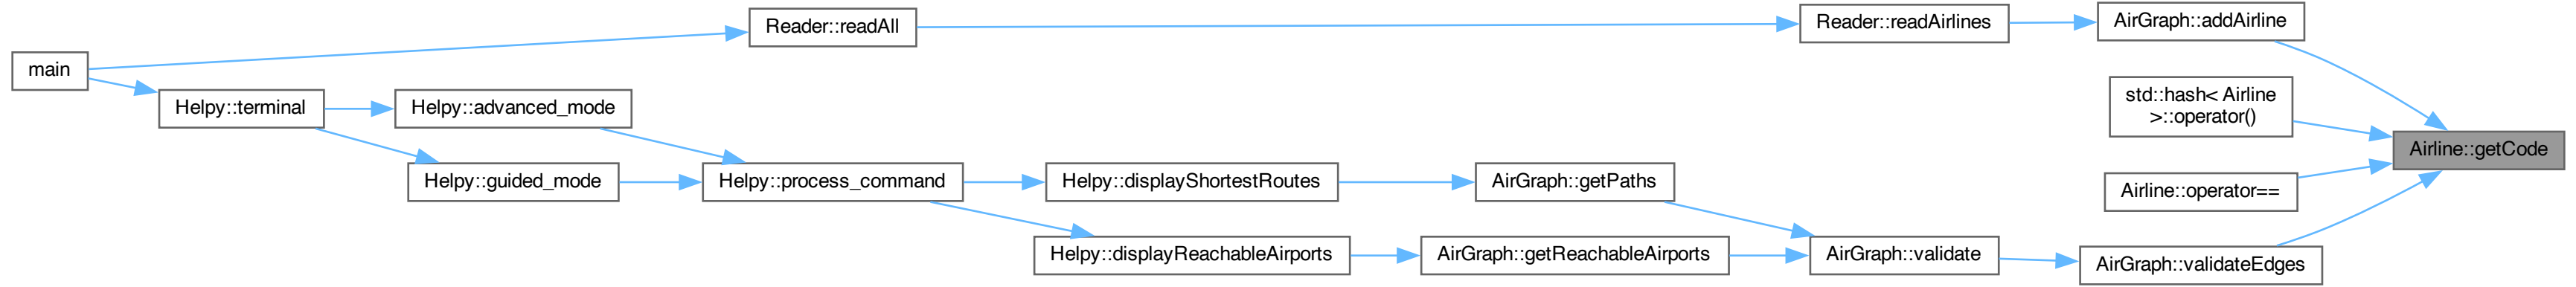 main
Reader::readAll
Reader::readAirlines
AirGraph::addAirline
Helpy::terminal
Helpy::advanced_mode
std::hash< Airline
>::operator()
Airline::getCode
Helpy::guided_mode
Helpy::process_command
Helpy::displayShortestRoutes
AirGraph::getPaths
Airline::operator==
Helpy::displayReachableAirports
AirGraph::getReachableAirports
AirGraph::validate
AirGraph::validateEdges